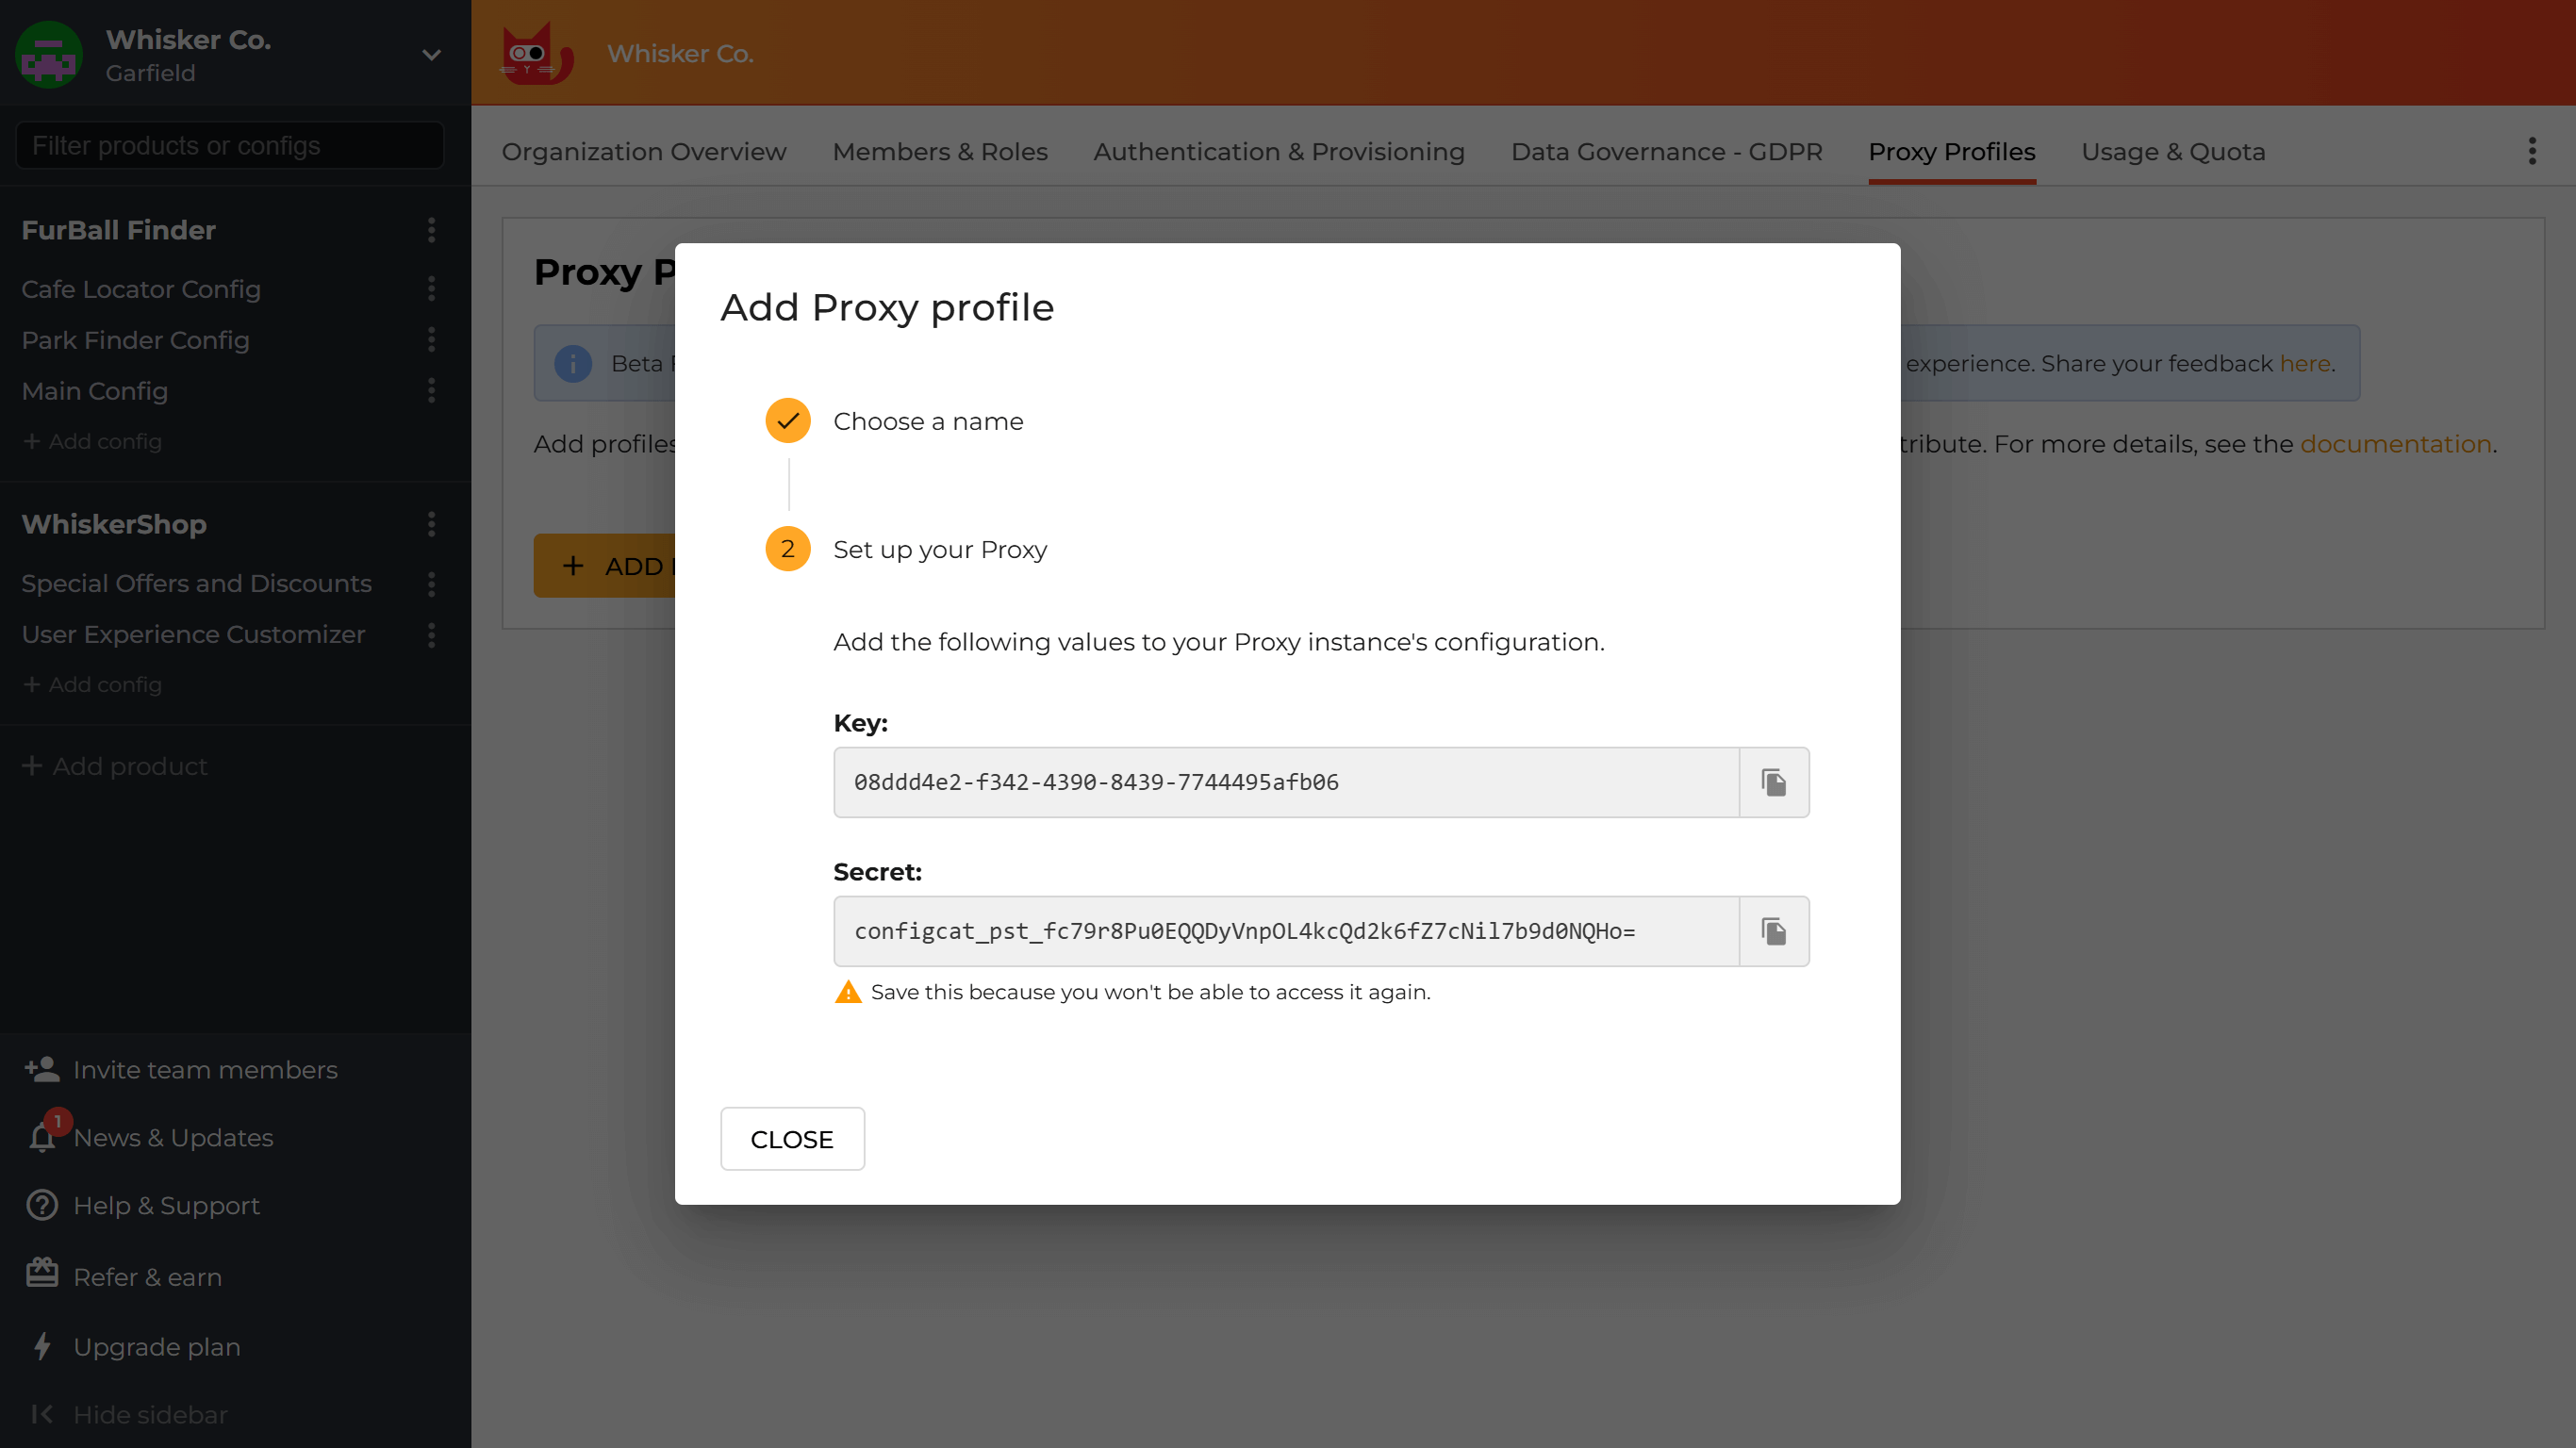 Whisker Co.
Garfield
Filter products or configs
FurBall Finder
Cafe Locator Config
Park Finder Config
Main Config
+ Add config
WhiskerShop
Special Offers and Discounts
User Experience Customizer
+ Add config
+ Add product
Invite team members
1
News & Updates
Help & Support
Refer & earn
Upgrade plan
Hide sidebar
Whisker Co.
Organization Overview
Members & Roles
Authentication & Provisioning
Data Governance - GDPR
Proxy Profiles
Usage & Quota
Proxy P
Beta
experience. Share your feedback here.
Add profiles
tribute. For more details, see the documentation.
+ ADD
Add Proxy profile
Choose a name
2 Set up your Proxy
Add the following values to your Proxy instance's configuration.
Key:
08ddd4e2-f342-4390-8439-7744495afb06
Secret:
configcat_pst_fc79r8Pu0EQQDyVnpOL4kcQd2k6fZ7cNil7b9d0NQHo=
Save this because you won't be able to access it again.
CLOSE